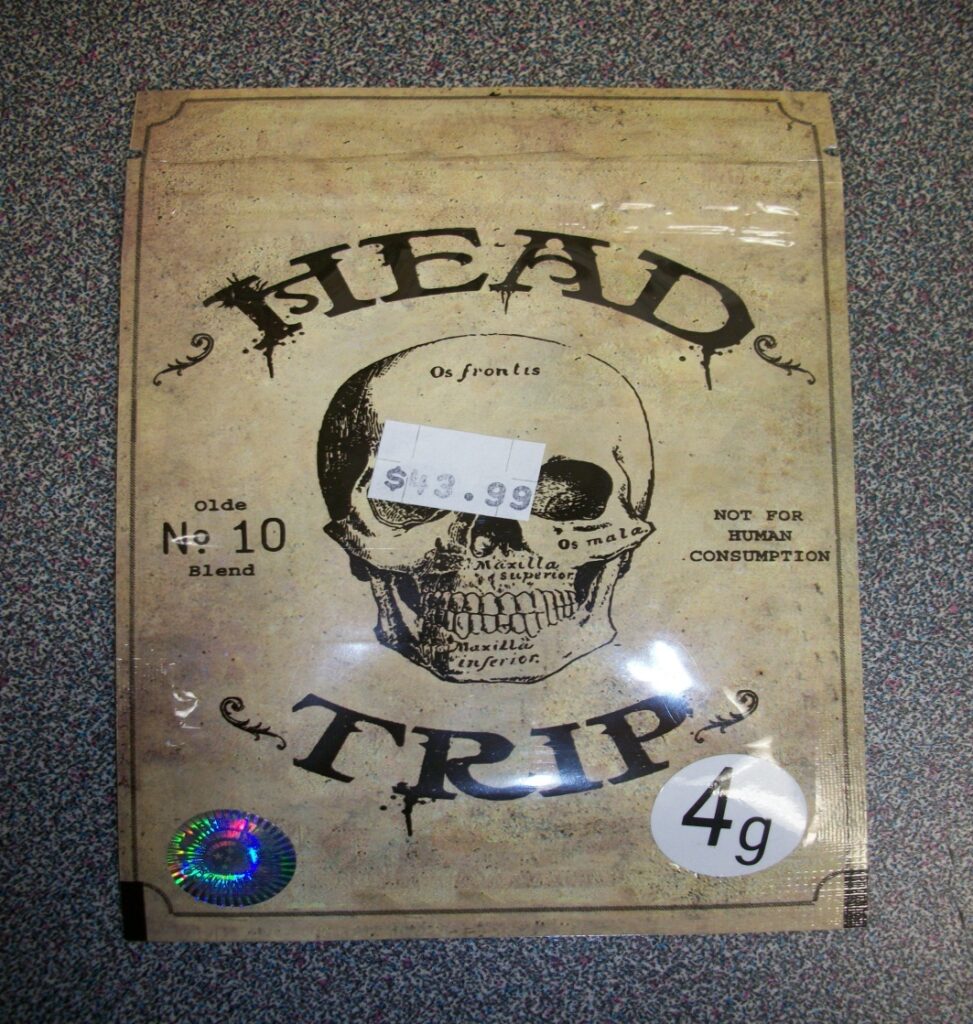 HEAD
Os frontis
$43.99
Olde
No 10
Blend
NOT FOR
HUMAN
CONSUMPTION
Os mala
Maxilla
superior.
Maxilla
inferior.
TRIP
4g